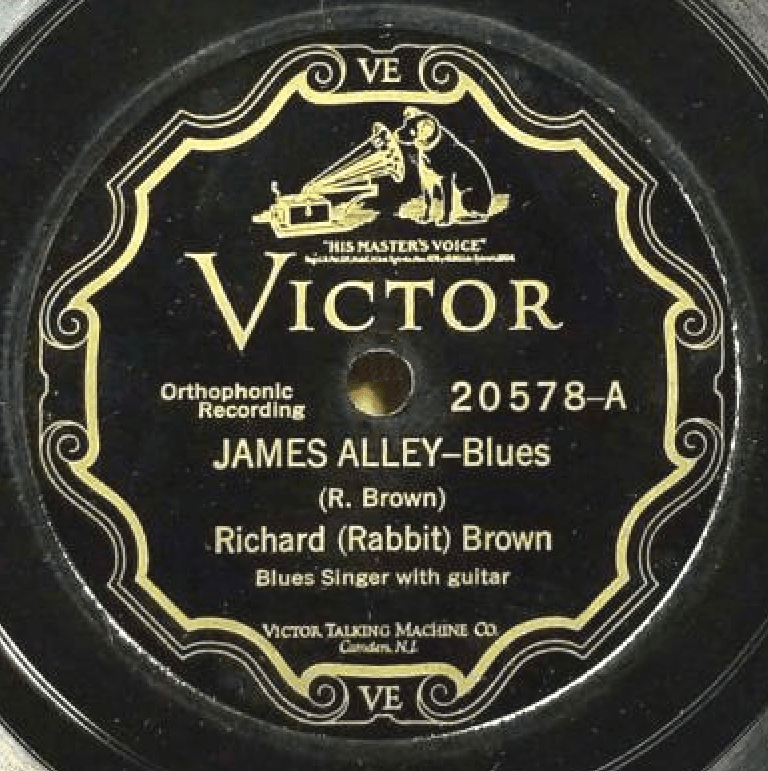 VE
"HIS MASTER'S VOICE"
VICTOR
Orthophonic
Recording
20578-A
JAMES ALLEY–Blues
(R. Brown)
Richard (Rabbit) Brown
Blues Singer with guitar
VICTOR TALKING MACHINE CO.
Camden, N.J.
VE